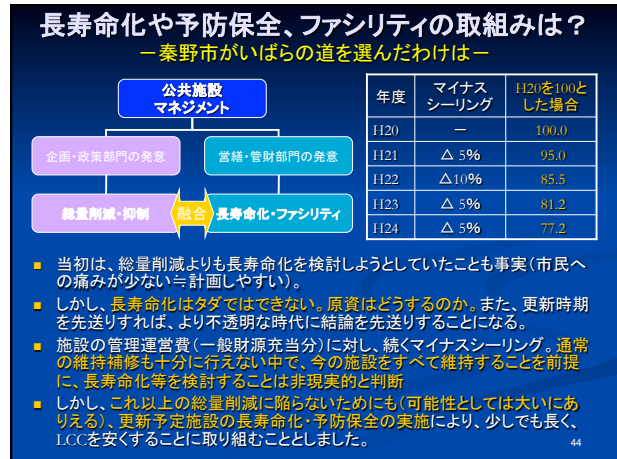 長寿命化や予防保全、ファシリティの取組みは？
－秦野市がいばらの道を選んだわけは－
公共施設
マネジメント
企画・政策部門の発意
営繕・管財部門の発意
総量削減・抑制
融合
長寿命化・ファシリティ
年度 マイナスシーリング H20を100とした場合
H20 － 100.0
H21 △ 5% 95.0
H22 △10% 85.5
H23 △ 5% 81.2
H24 △ 5% 77.2
当初は、総量削減よりも長寿命化を検討しようとしていたことも事実（市民へ
の痛みが少ない≒計画しやすい）。
しかし、長寿命化はタダではできない。原資はどうするのか。また、更新時期
を先送りすれば、より不透明な時代に結論を先送りすることになる。
施設の管理運営費（一般財源充当分）に対し、続くマイナスシーリング。通常
の維持補修も十分に行えない中で、今の施設をすべて維持することを前提
に、長寿命化等を検討することは非現実的と判断
しかし、これ以上の総量削減に陥らないためにも（可能性としては大いにあ
りえる）、更新予定施設の長寿命化・予防保全の実施により、少しでも長く、
LCCを安くすることに取り組むこととしました。
44